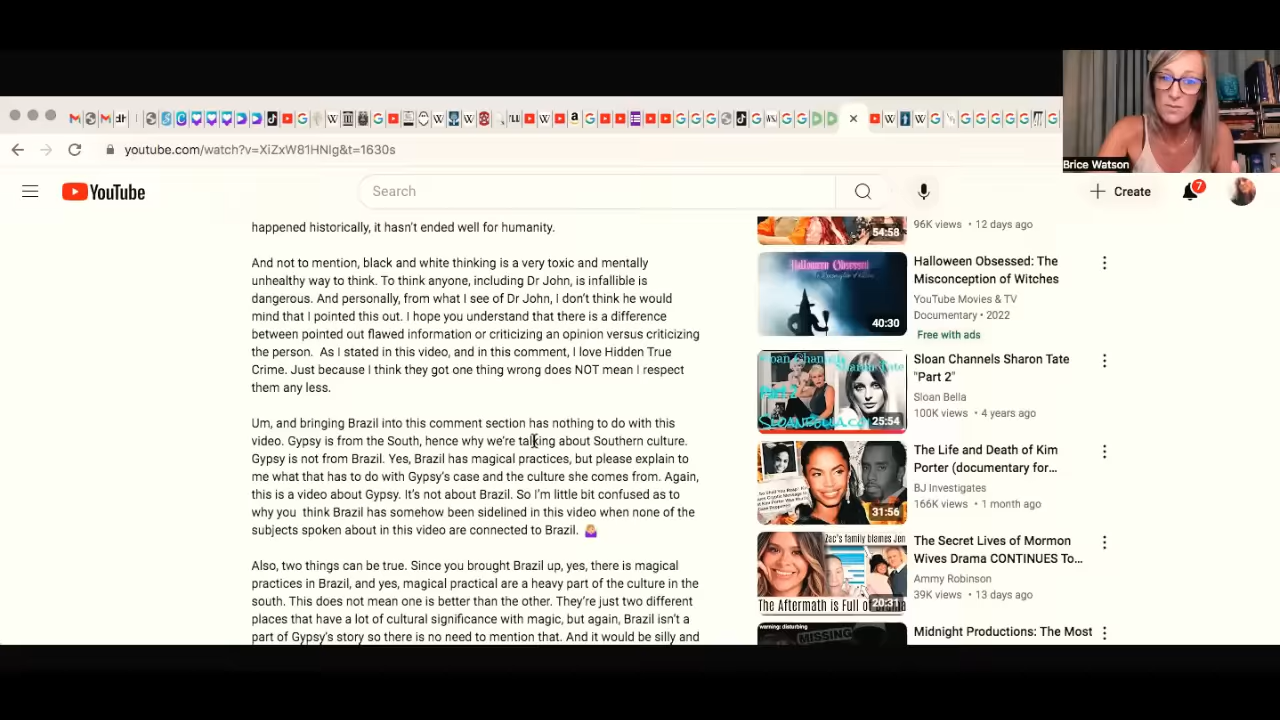 Brice Watson
youtube.com/watch?v=XiZxW81HNIg&t=1630s
YouTube
Search
Create
7
happened historically, it hasn't ended well for humanity.
And not to mention, black and white thinking is a very toxic and mentally
unhealthy way to think. To think anyone, including Dr John, is infallible is
dangerous. And personally, from what I see of Dr John, I don't think he would
mind that I pointed this out. I hope you understand that there is a difference
between pointed out flawed information or criticizing an opinion versus criticizing
the person. As I stated in this video, and in this comment, I love Hidden True
Crime. Just because I think they got one thing wrong does NOT mean I respect
them any less.
Um, and bringing Brazil into this comment section has nothing to do with this
video. Gypsy is from the South, hence why we're talking about Southern culture.
Gypsy is not from Brazil. Yes, Brazil has magical practices, but please explain to
me what that has to do with Gypsy's case and the culture she comes from. Again,
this is a video about Gypsy. It's not about Brazil. So I'm little bit confused as to
why you think Brazil has somehow been sidelined in this video when none of the
subjects spoken about in this video are connected to Brazil. 🤷🏼‍♀️
Also, two things can be true. Since you brought Brazil up, yes, there is magical
practices in Brazil, and yes, magical practical are a heavy part of the culture in the
south. This does not mean one is better than the other. They're just two different
places that have a lot of cultural significance with magic, but again, Brazil isn't a
part of Gypsy's story so there is no need to mention that. And it would be silly and
54:58
96K views • 12 days ago
Halloween Obsessed
40:30
Halloween Obsessed: The
Misconception of Witches
YouTube Movies & TV
Documentary • 2022
Free with ads
Sloan Channels
Sharon Tate
Part 2
SLOANBELLA.COM
25:54
Sloan Channels Sharon Tate
"Part 2"
Sloan Bella
100K views • 4 years ago
31:56
The Life and Death of Kim
Porter (documentary for...
BJ Investigates
166K views • 1 month ago
Zac's family blames Jen
The Aftermath is Full of
20:31
The Secret Lives of Mormon
Wives Drama CONTINUES To...
Ammy Robinson
39K views • 13 days ago
MISSING
Midnight Productions: The Most